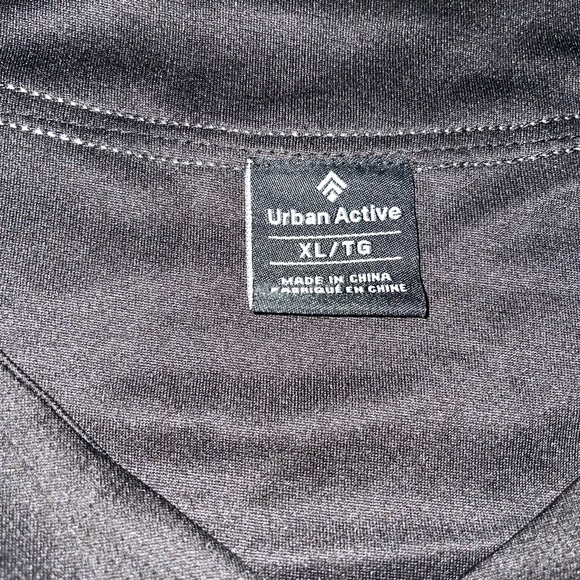 Urban Active
XL/TG
MADE IN CHINA
FABRIQUÉ EN CHINE